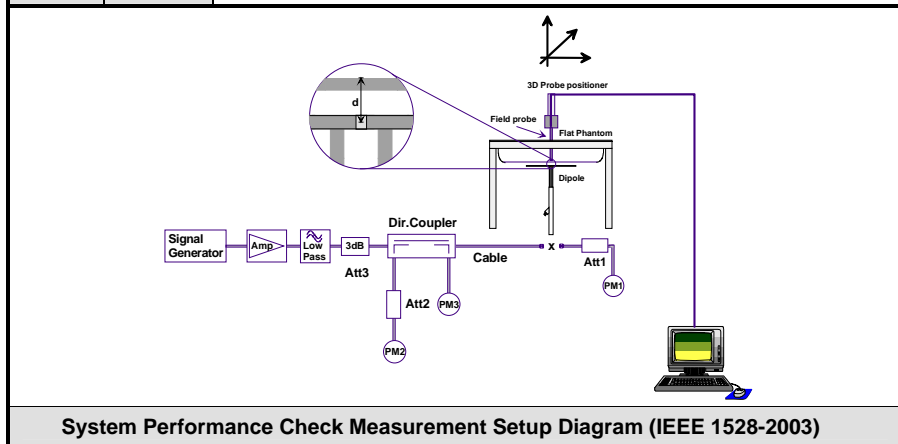 3D Probe positioner
d
Field probe
Flat Phantom
Dipole
Dir.Coupler
Signal
Generator
Amp
Low
Pass
3dB
Att3
Cable
x
Att1
PM1
Att2
PM3
PM2
System Performance Check Measurement Setup Diagram (IEEE 1528-2003)